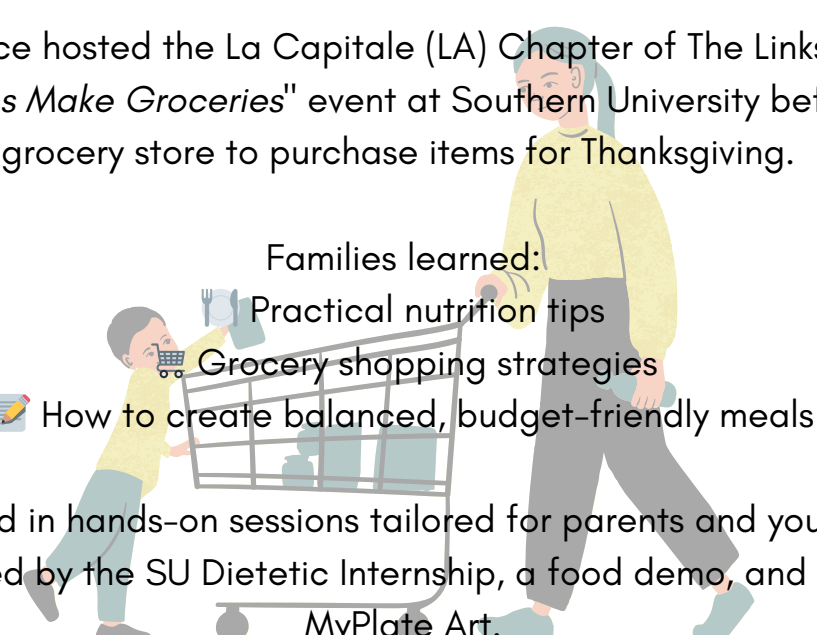 ce hosted the La Capitale (LA) Chapter of The Links
s Make Groceries" event at Southern University bef
grocery store to purchase items for Thanksgiving.
Families learned:
🍽️ Practical nutrition tips
🛒 Grocery shopping strategies
📝 How to create balanced, budget-friendly meals
d in hands-on sessions tailored for parents and you
ed by the SU Dietetic Internship, a food demo, and
MyPlate Art.